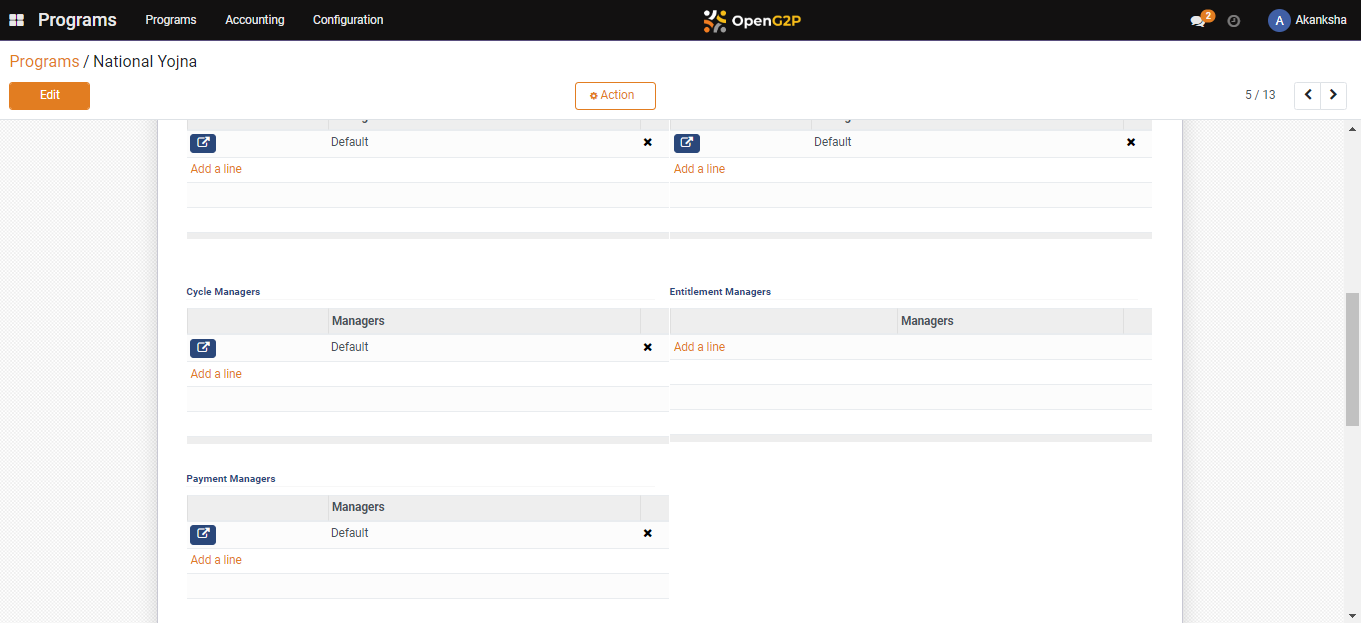 Programs Programs Accounting Configuration OpenG2P 2 A Akanksha
Programs / National Yojna
Edit Action 5 / 13
Default Default
Add a line Add a line
Cycle Managers Entitlement Managers
Managers Managers
Default Add a line
Add a line
Payment Managers
Managers
Default
Add a line